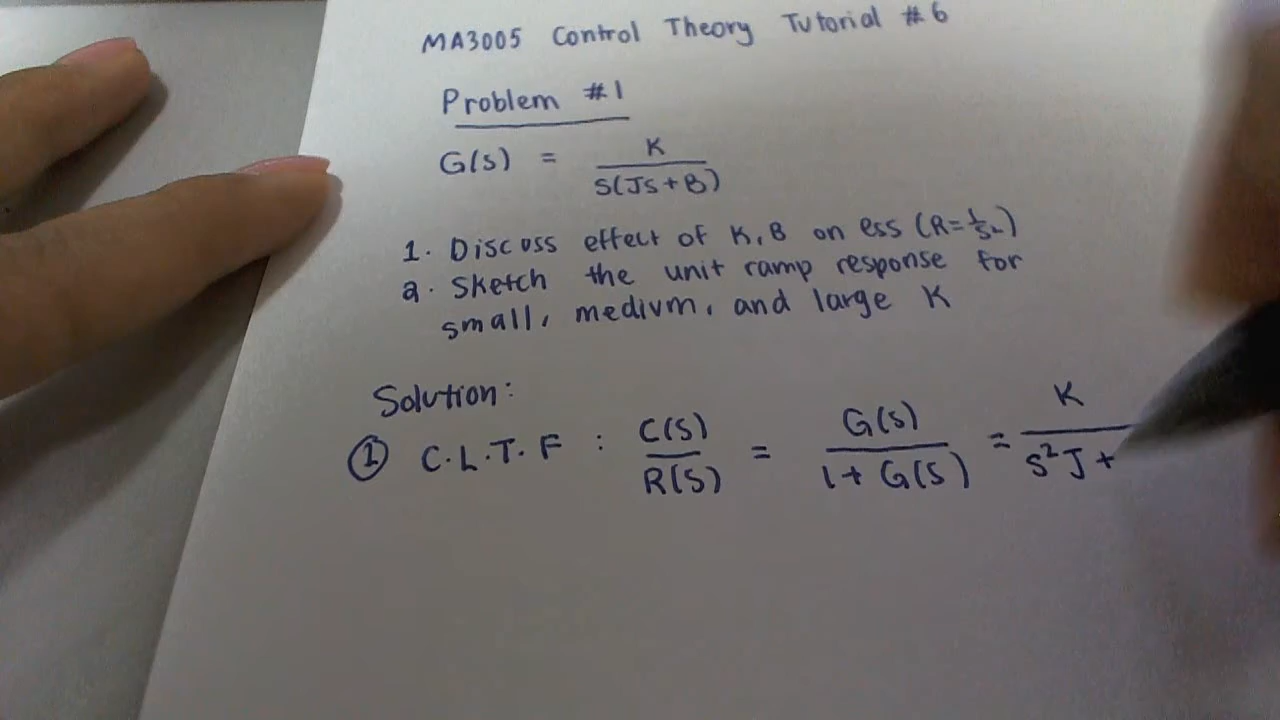 MA3005 Control Theory Tutorial #6
Problem #1
G(s) = K / S(JS+B)
1. Discuss effect of K, B on ess (R=1/s²)
2. Sketch the unit ramp response for
small, medium, and large K
Solution:
① C.L.T.F : C(S) / R(S) = G(S) / 1+G(S) = K / S²J+